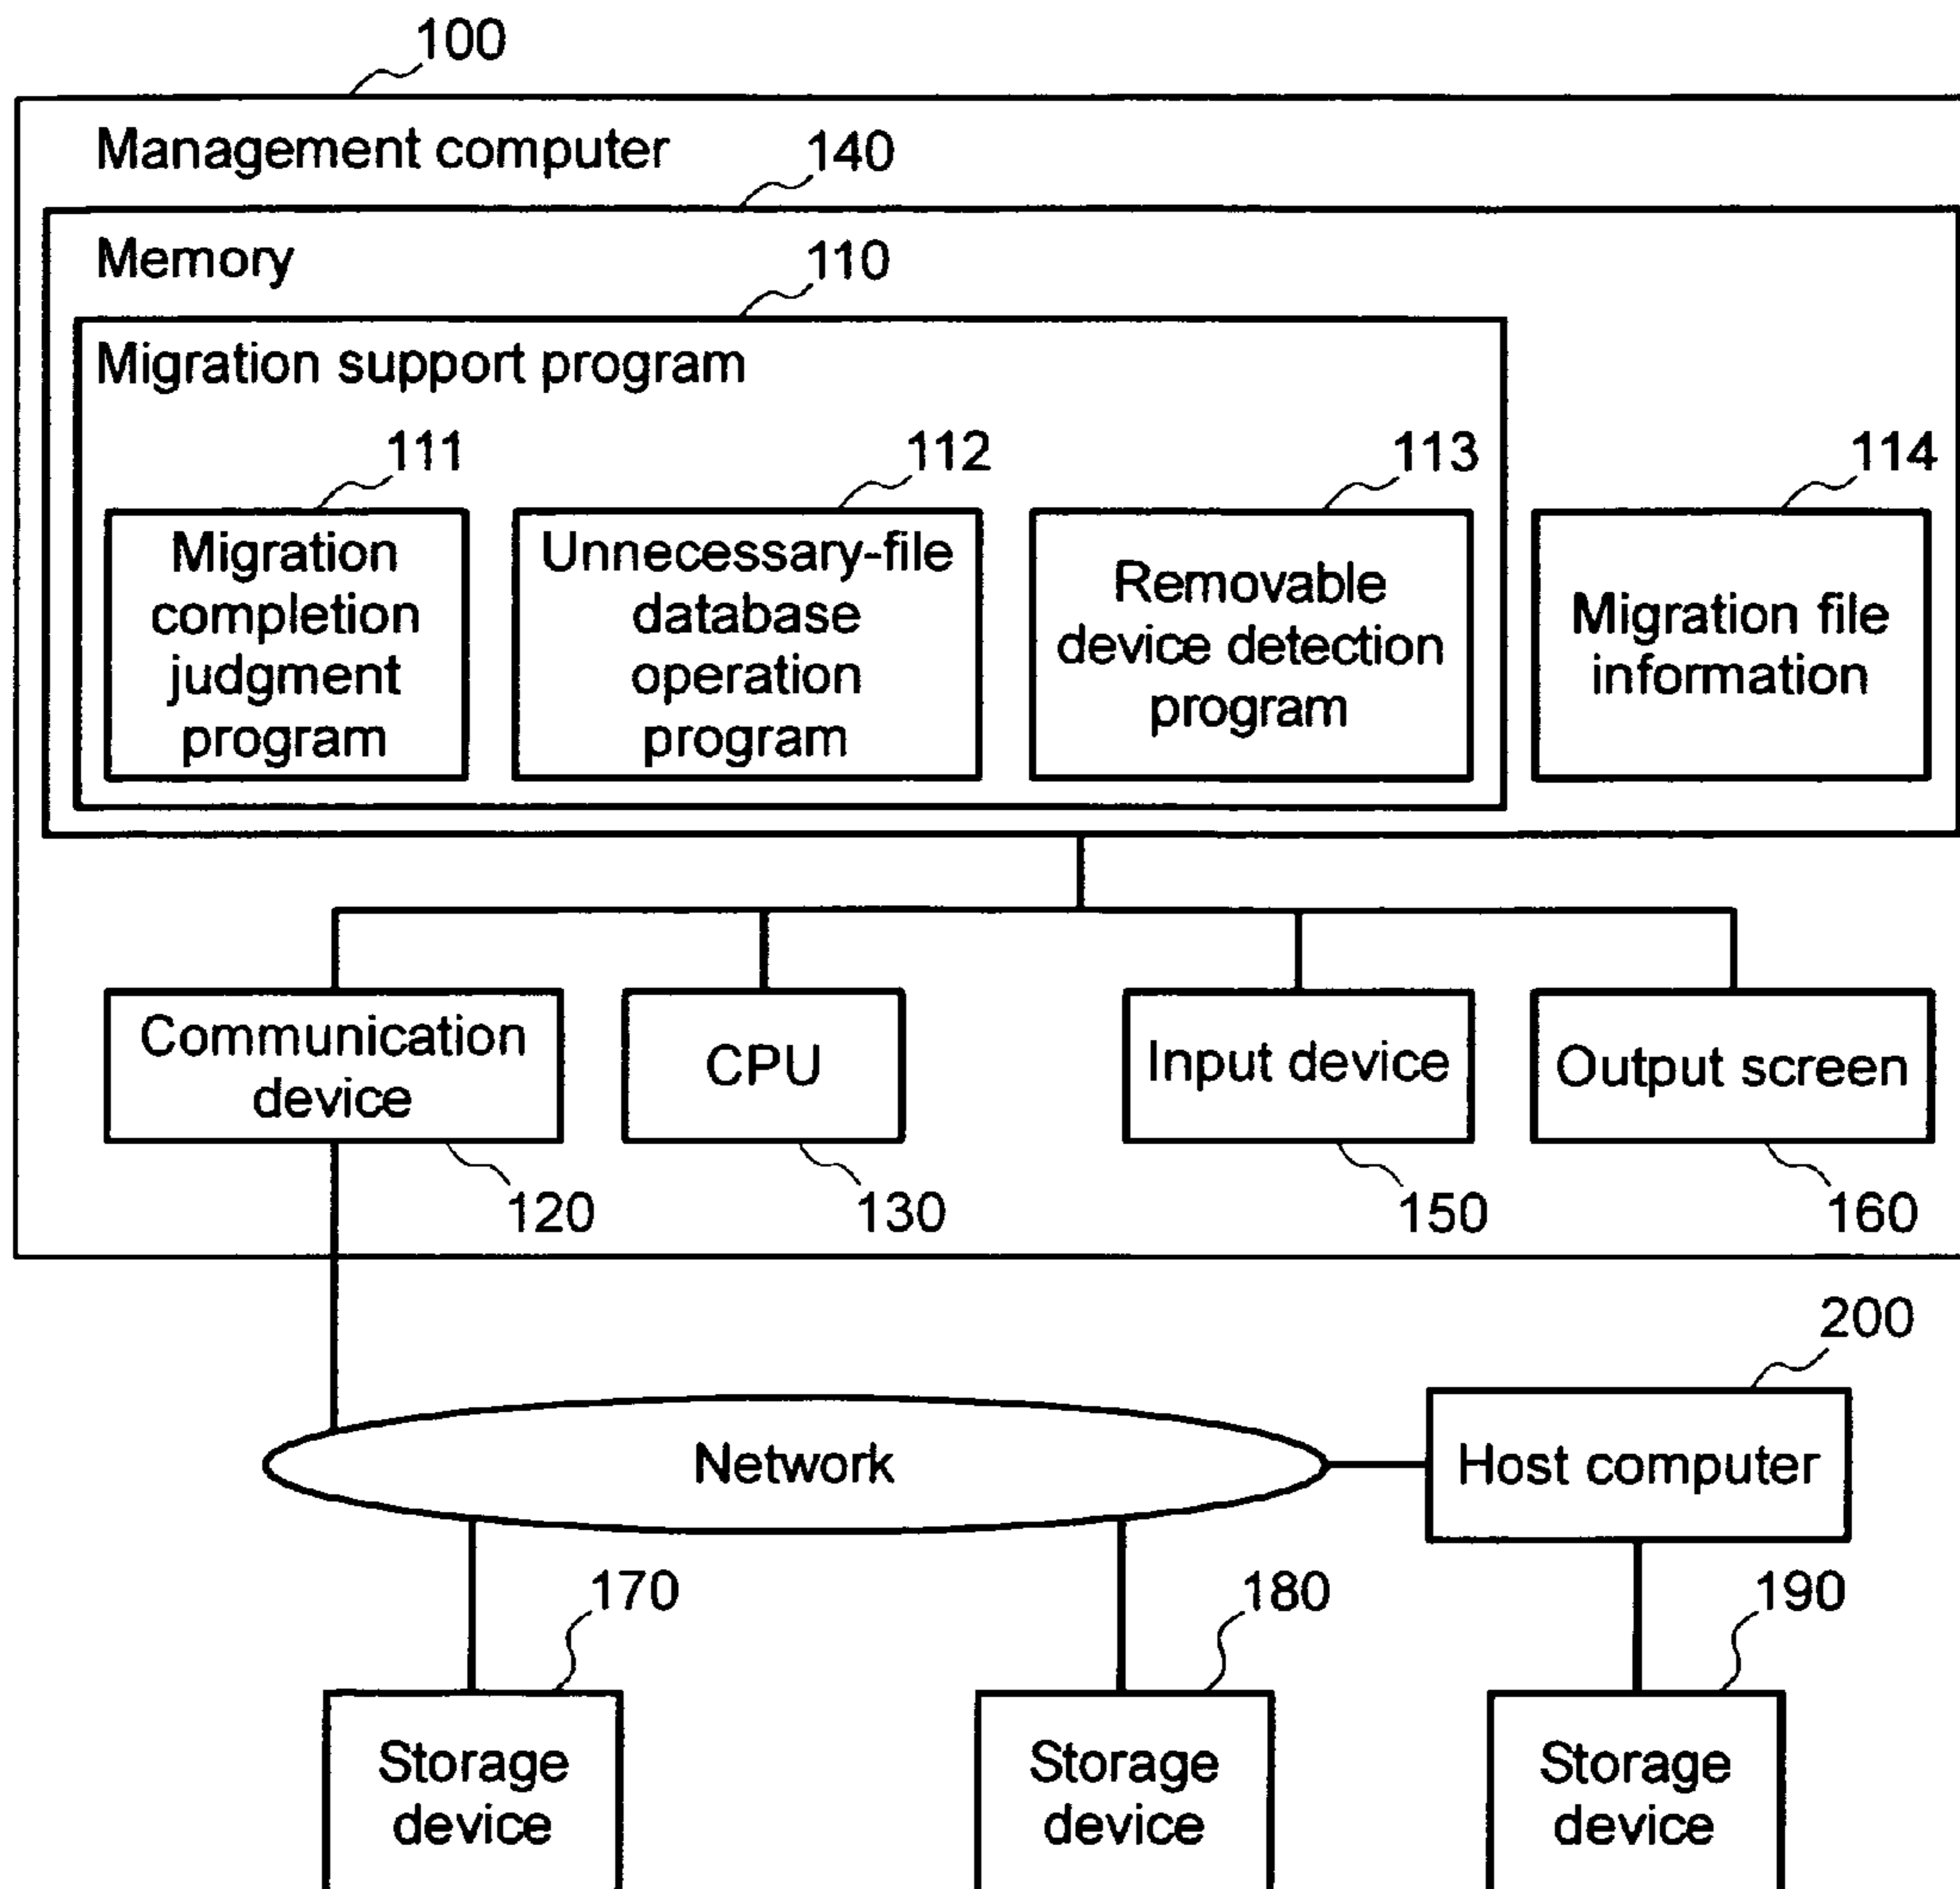 100
Management computer
140
Memory
110
Migration support program
111
112
113
114
Migration
completion
judgment
program
Unnecessary-file
database
operation
program
Removable
device detection
program
Migration file
information
Communication
device
CPU
Input device
Output screen
120
130
150
160
200
Network
Host computer
170
180
190
Storage
device
Storage
device
Storage
device